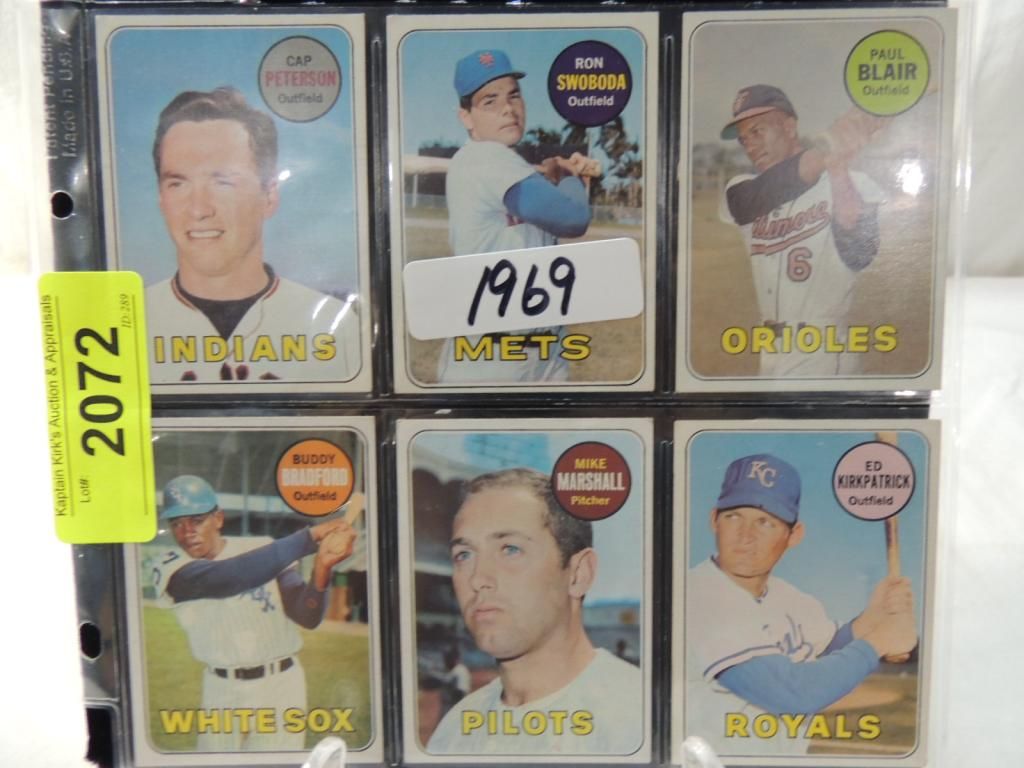 Made in U.S.A.
CAP
PETERSON
Outfield
INDIANS
RON
SWOBODA
Outfield
METS
1969
PAUL
BLAIR
Outfield
6
ORIOLES
Kaptain Kirk's Auction & Appraisals
Lot#:
2072
ID:289
BUDDY
BRADFORD
Outfield
WHITE SOX
MIKE
MARSHALL
Pitcher
PILOTS
KC
ED
KIRKPATRICK
Outfield
ROYALS